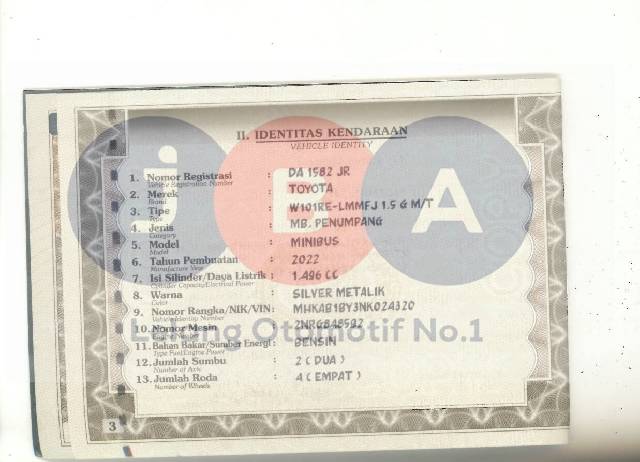 II. IDENTITAS KENDARAAN
VEHICLE IDENTITY
1. Nomor Registrasi : DA 1582 JR
Vehicle Registration Number
2. Merek : TOYOTA
Brand
3. Tipe : W101RE-LMMFJ 1.5 G M/T
Type
4. Jenis : MB. PENUMPANG
Category
5. Model : MINIBUS
Model
6. Tahun Pembuatan : 2022
Manufacture Year
7. Isi Silinder/Daya Listrik : 1.496 CC
Cylinder Capacity/Electrical Power
8. Warna : SILVER METALIK
Color
9. Nomor Rangka/NIK/VIN : MHKAB1BY3NK024320
Vehicle Identity Number
10. Nomor Mesin :
11. Bahan Bakar/Sumber Energi : BENSIN
Type Fuel/Engine Power
12. Jumlah Sumbu : 2 ( DUA )
Number of Axis
13. Jumlah Roda : 4 ( EMPAT )
Number of Wheels
3
iBA
Lelang Otomotif No.1